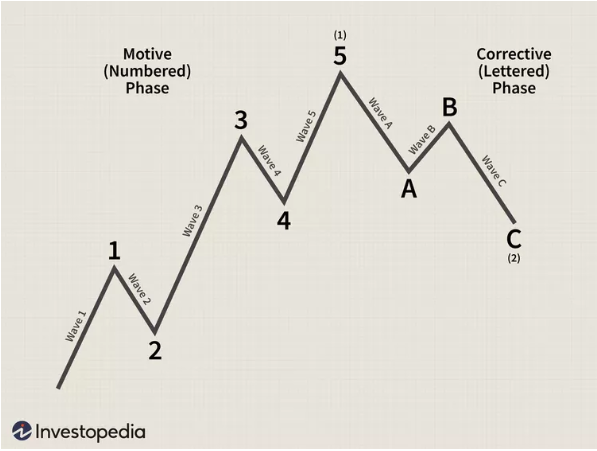 Motive
(Numbered)
Phase
(1)
5
Corrective
(Lettered)
Phase
3
B
1
Wave 1
Wave 2
2
Wave 3
Wave 4
4
Wave 5
Wave A
A
Wave B
Wave C
C
(2)
Investopedia